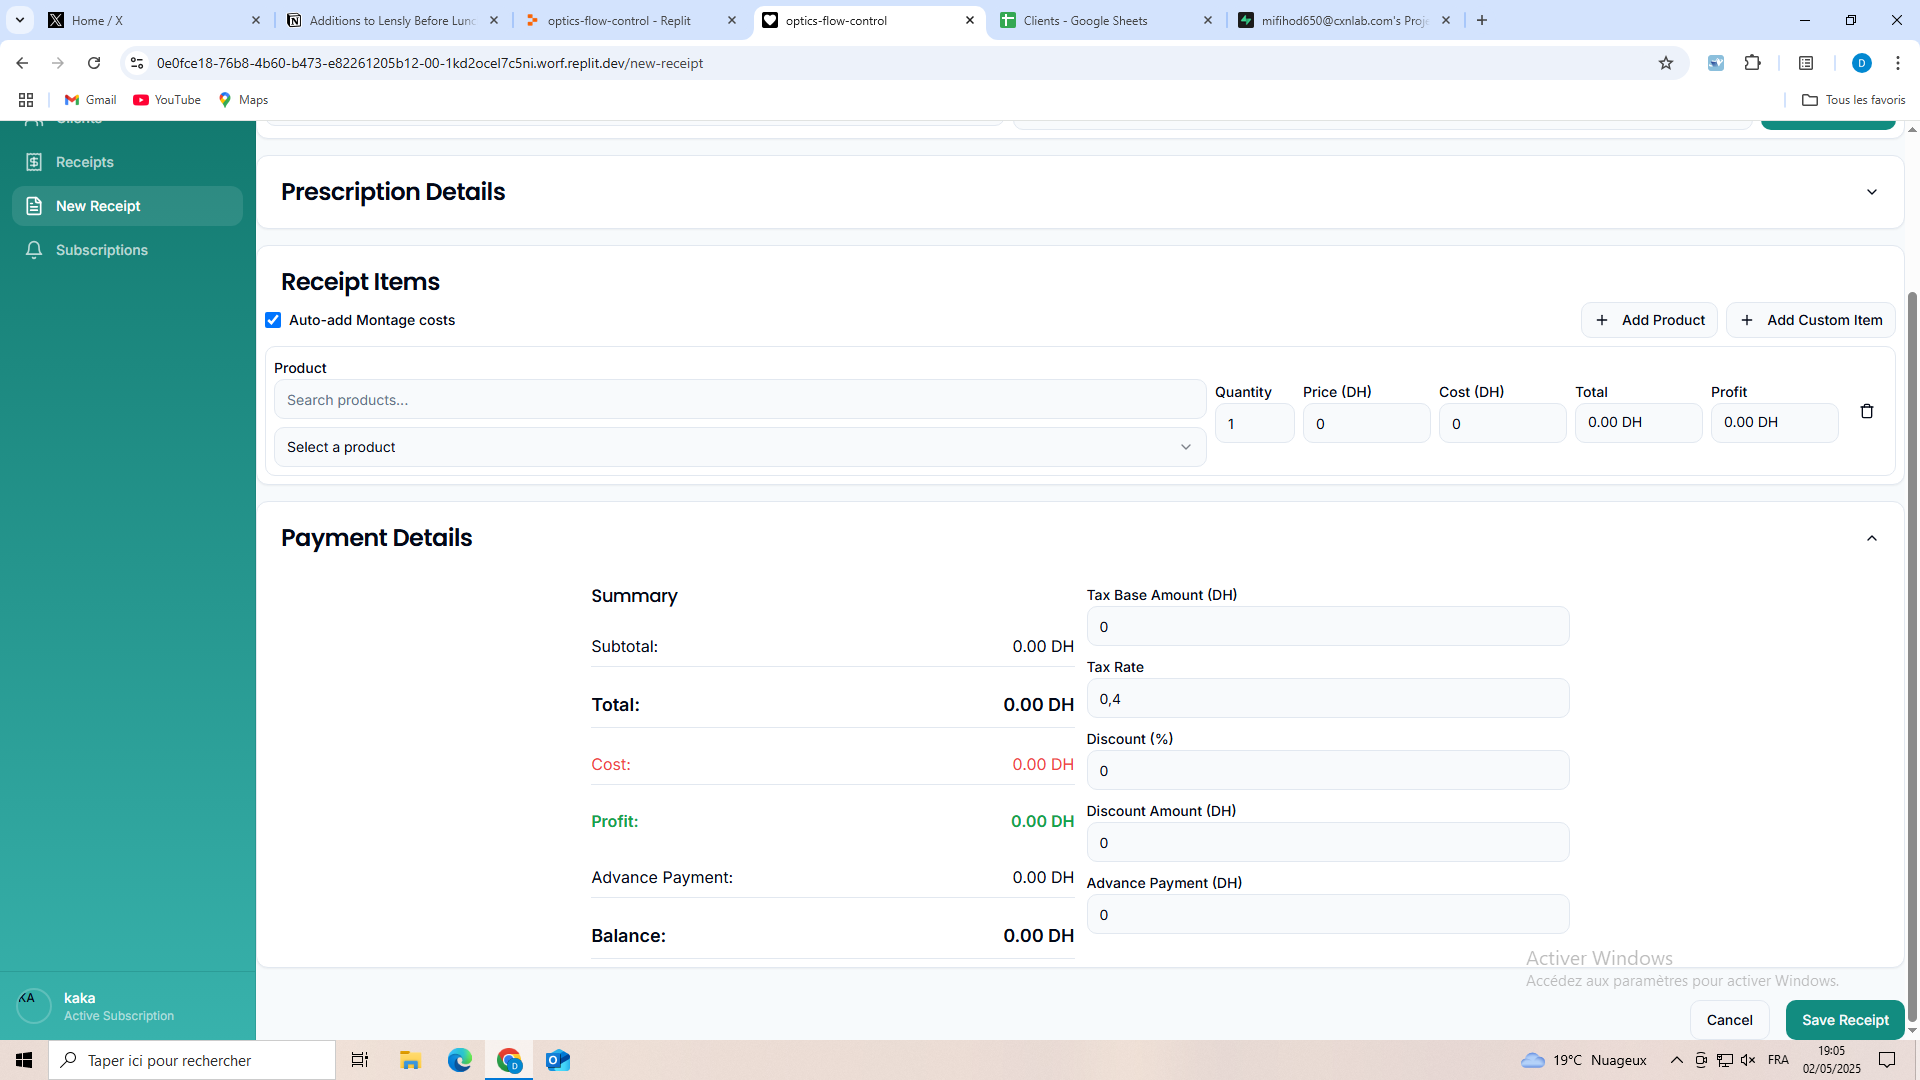 Home / X
Additions to Lensly Before Lunc
optics-flow-control - Replit
optics-flow-control
Clients - Google Sheets
mifihod650@cxnlab.com's Proje
0e0fce18-76b8-4b60-b473-e82261205b12-00-1kd2ocel7c5ni.worf.replit.dev/new-receipt
D
Gmail
YouTube
Maps
Tous les favoris
Clients
Receipts
New Receipt
Subscriptions
Prescription Details
Receipt Items
Auto-add Montage costs
+ Add Product
+ Add Custom Item
Product
Search products...
Select a product
Quantity
1
Price (DH)
0
Cost (DH)
0
Total
0.00 DH
Profit
0.00 DH
Payment Details
Summary
Subtotal: 0.00 DH
Total: 0.00 DH
Cost: 0.00 DH
Profit: 0.00 DH
Advance Payment: 0.00 DH
Balance: 0.00 DH
Tax Base Amount (DH)
0
Tax Rate
0,4
Discount (%)
0
Discount Amount (DH)
0
Advance Payment (DH)
0
Activer Windows
Accédez aux paramètres pour activer Windows.
Cancel
Save Receipt
KA
kaka
Active Subscription
Taper ici pour rechercher
19°C Nuageux
FRA
19:05
02/05/2025